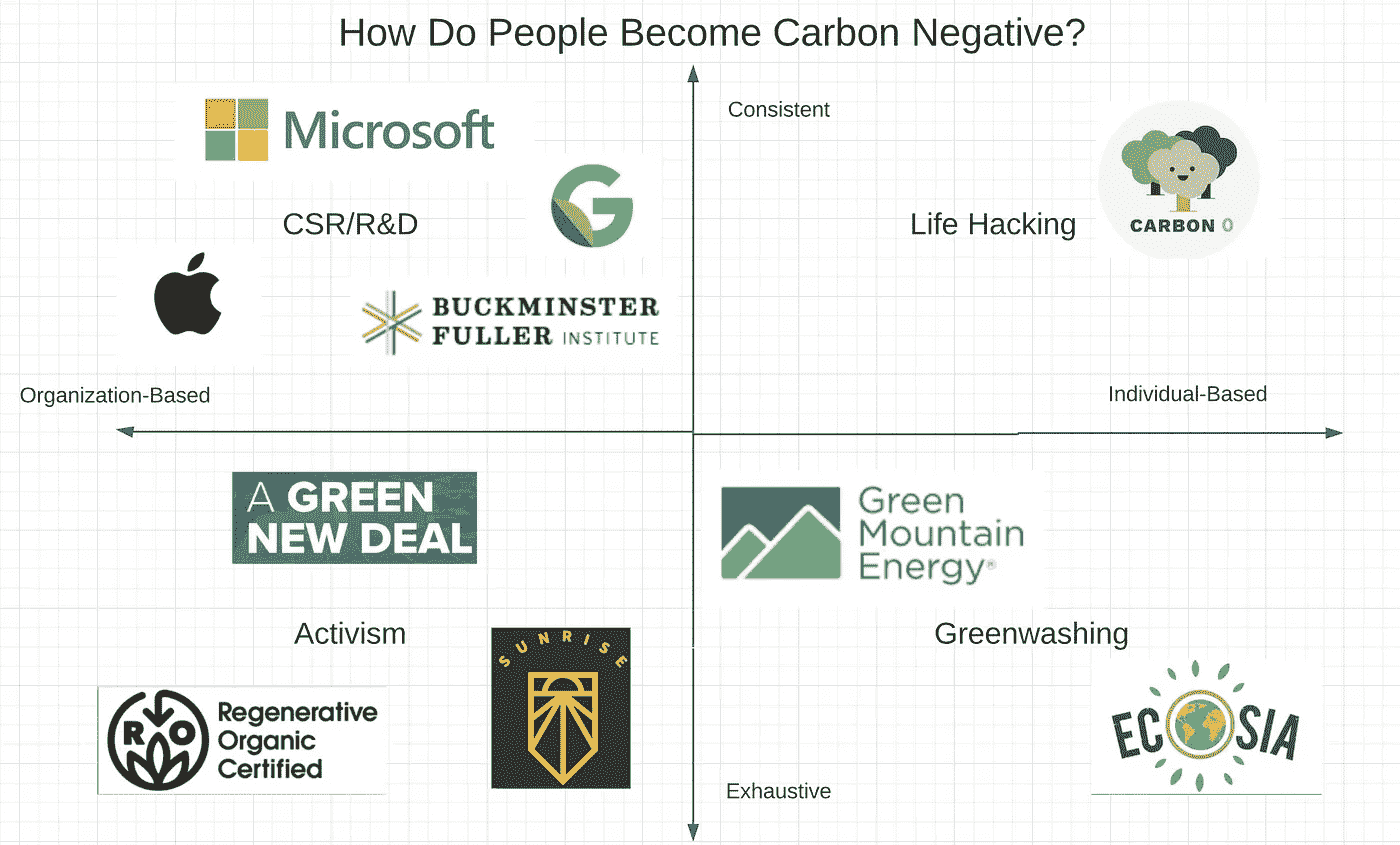 How Do People Become Carbon Negative?
Consistent
Microsoft
G
CSR/R&D
Life Hacking
CARBON 0
BUCKMINSTER
FULLER INSTITUTE
Organization-Based
Individual-Based
A GREEN
NEW DEAL
Green
Mountain
Energy®
Activism
Greenwashing
SUNRISE
R O
Regenerative
Organic
Certified
ECOSIA
Exhaustive